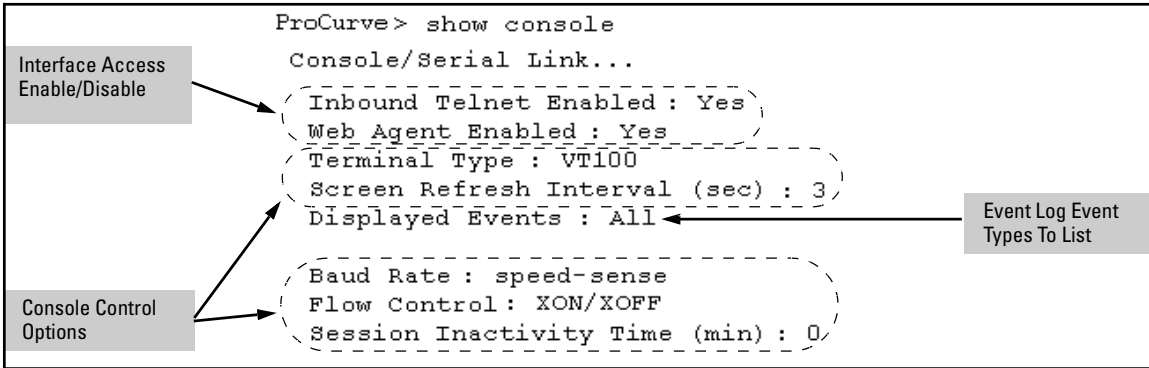 ProCurve> show console
Console/Serial Link...
Interface Access
Enable/Disable
Inbound Telnet Enabled : Yes
Web Agent Enabled : Yes
Terminal Type : VT100
Screen Refresh Interval (sec) : 3
Displayed Events : All
Event Log Event
Types To List
Console Control
Options
Baud Rate : speed-sense
Flow Control : XON/XOFF
Session Inactivity Time (min) : 0